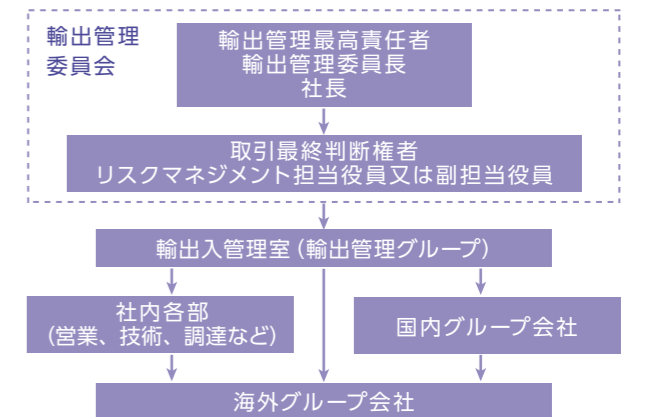 輸出管理
委員会
輸出管理最高責任者
輸出管理委員長
社長
取引最終判断権者
リスクマネジメント担当役員又は副担当役員
輸出入管理室（輸出管理グループ）
社内各部
（営業、技術、調達など）
国内グループ会社
海外グループ会社